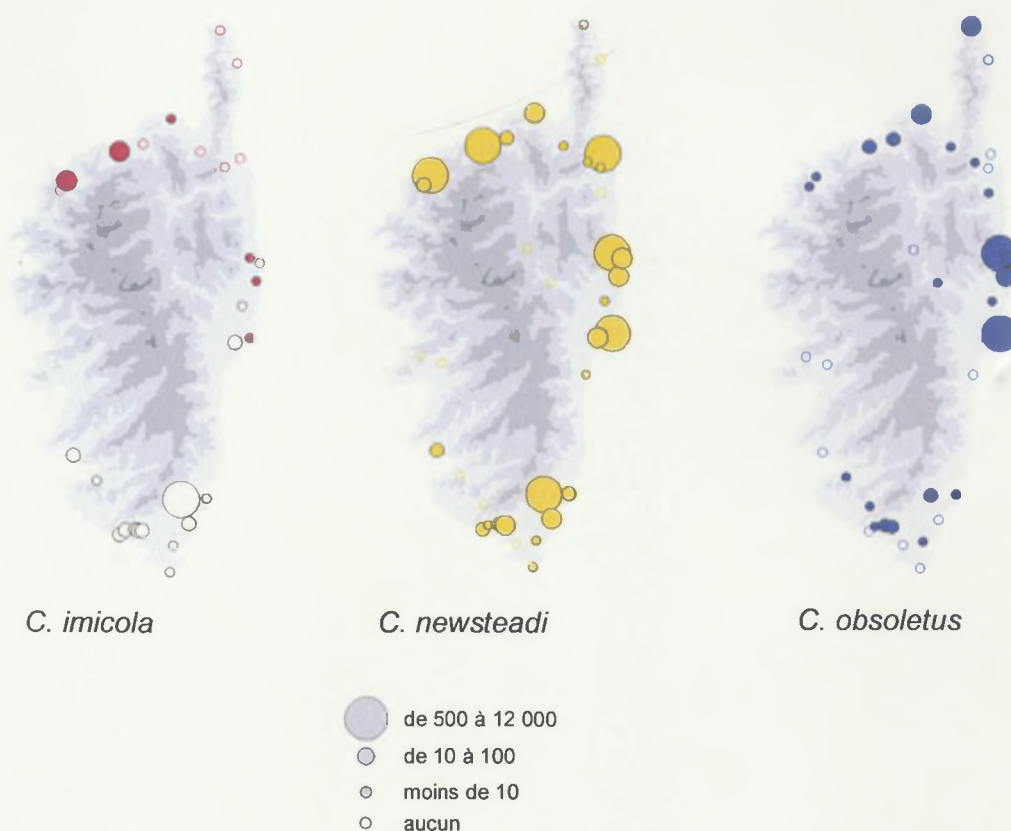 C. imicola
C. newsteadi
C. obsoletus
de 500 à 12 000
de 10 à 100
moins de 10
aucun